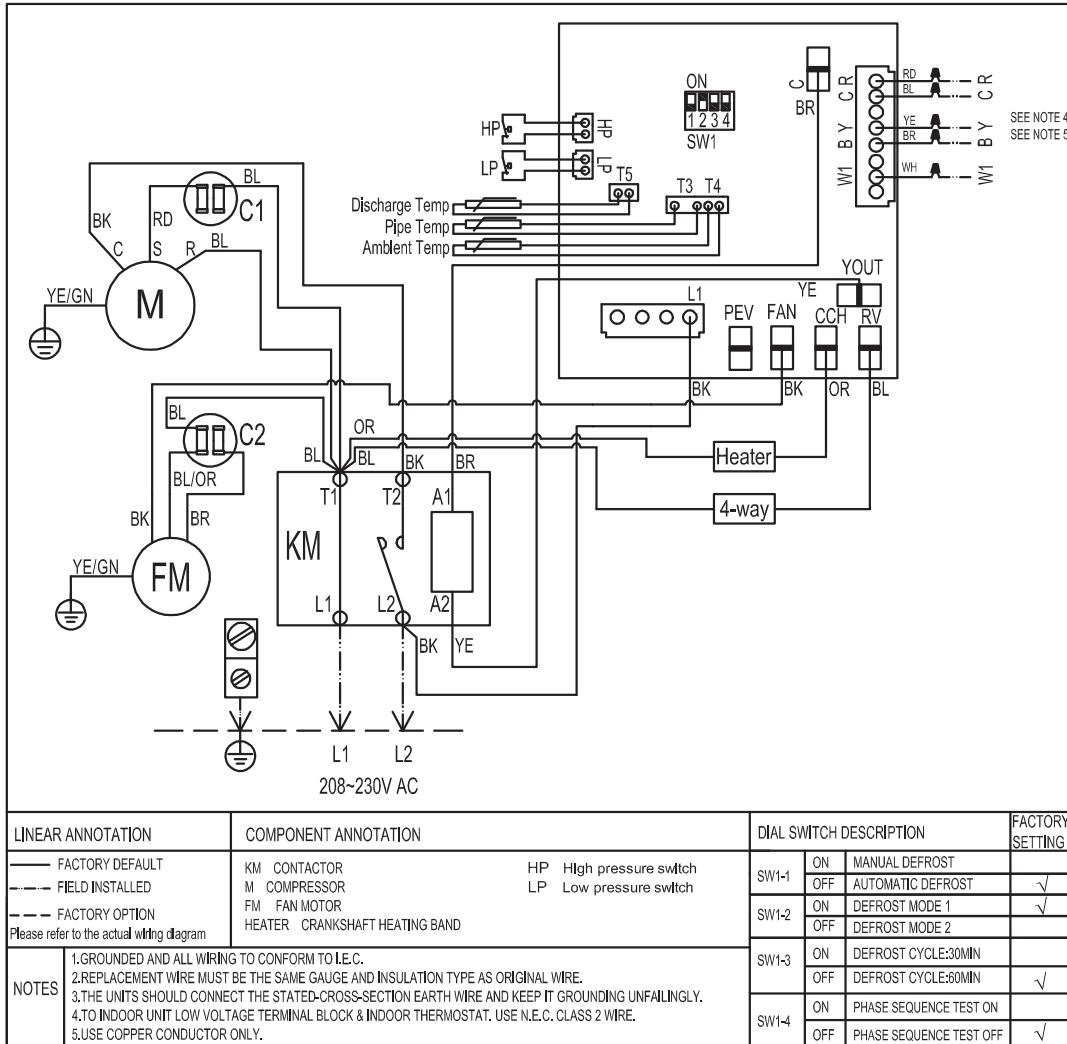 ON
1 2 3 4
SW1
C
BR
R
C
Y
B
W1
RD
BL
YE
BR
WH
R
C
Y
B
W1
SEE NOTE 4
SEE NOTE 5
HP
HP
LP
LP
T5
T3 T4
Discharge Temp
Pipe Temp
Ambient Temp
BL
C1
BK
RD
C S R BL
YE/GN
M
YOUT
YE
L1
PEV FAN CCH RV
BK
BK OR BL
BL
C2
OR
BL BL BK BR
Heater
4-way
BL/OR
BK BR
T1 T2 A1
KM
YE/GN
FM
L1 L2 A2
BK YE
L1 L2
208~230V AC
LINEAR ANNOTATION
FACTORY DEFAULT
FIELD INSTALLED
FACTORY OPTION
Please refer to the actual wiring diagram
COMPONENT ANNOTATION
KM CONTACTOR
M COMPRESSOR
FM FAN MOTOR
HEATER CRANKSHAFT HEATING BAND
HP High pressure switch
LP Low pressure switch
DIAL SWITCH DESCRIPTION FACTORY SETTING
SW1-1 ON MANUAL DEFROST
OFF AUTOMATIC DEFROST √
SW1-2 ON DEFROST MODE 1 √
OFF DEFROST MODE 2
SW1-3 ON DEFROST CYCLE:30MIN
OFF DEFROST CYCLE:60MIN √
SW1-4 ON PHASE SEQUENCE TEST ON
OFF PHASE SEQUENCE TEST OFF √
NOTES
1.GROUNDED AND ALL WIRING TO CONFORM TO I.E.C.
2.REPLACEMENT WIRE MUST BE THE SAME GAUGE AND INSULATION TYPE AS ORIGINAL WIRE.
3.THE UNITS SHOULD CONNECT THE STATED-CROSS-SECTION EARTH WIRE AND KEEP IT GROUNDING UNFAILINGLY.
4.TO INDOOR UNIT LOW VOLTAGE TERMINAL BLOCK & INDOOR THERMOSTAT. USE N.E.C. CLASS 2 WIRE.
5.USE COPPER CONDUCTOR ONLY.